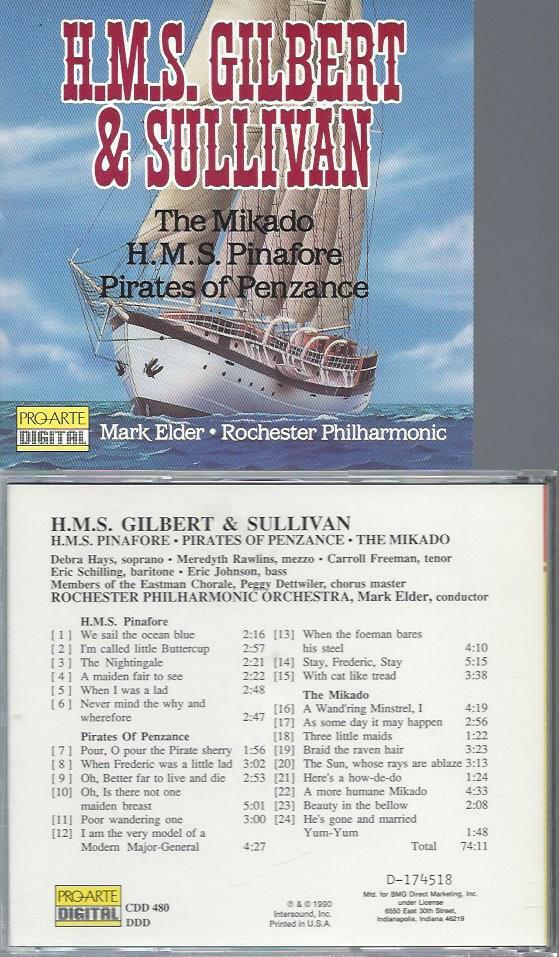 H.M.S. GILBERT
& SULLIVAN
The Mikado
H.M.S. Pinafore
Pirates of Penzance
PRO-ARTE
DIGITAL
Mark Elder • Rochester Philharmonic
H.M.S. GILBERT & SULLIVAN
H.M.S. PINAFORE • PIRATES OF PENZANCE • THE MIKADO
Debra Hays, soprano • Meredyth Rawlins, mezzo • Carroll Freeman, tenor
Eric Schilling, baritone • Eric Johnson, bass
Members of the Eastman Chorale, Peggy Dettwiler, chorus master
ROCHESTER PHILHARMONIC ORCHESTRA, Mark Elder, conductor
H.M.S. Pinafore
[ 1 ] We sail the ocean blue 2:16
[ 2 ] I'm called little Buttercup 2:57
[ 3 ] The Nightingale 2:21
[ 4 ] A maiden fair to see 2:22
[ 5 ] When I was a lad 2:48
[ 6 ] Never mind the why and
wherefore 2:47
Pirates Of Penzance
[ 7 ] Pour, O pour the Pirate sherry 1:56
[ 8 ] When Frederic was a little lad 3:02
[ 9 ] Oh, Better far to live and die 2:53
[10] Oh, Is there not one
maiden breast 5:01
[11] Poor wandering one 3:00
[12] I am the very model of a
Modern Major-General 4:27
[13] When the foeman bares
his steel 4:10
[14] Stay, Frederic, Stay 5:15
[15] With cat like tread 3:38
The Mikado
[16] A Wand'ring Minstrel, I 4:19
[17] As some day it may happen 2:56
[18] Three little maids 1:22
[19] Braid the raven hair 3:23
[20] The Sun, whose rays are ablaze 3:13
[21] Here's a how-de-do 1:24
[22] A more humane Mikado 4:33
[23] Beauty in the bellow 2:08
[24] He's gone and married
Yum-Yum 1:48
Total 74:11
PRO-ARTE
DIGITAL
CDD 480
DDD
℗ & © 1990
Intersound, Inc.
Printed in U.S.A.
D-174518
Mfd. for BMG Direct Marketing, Inc.
under License
6550 East 30th Street,
Indianapolis, Indiana 46219